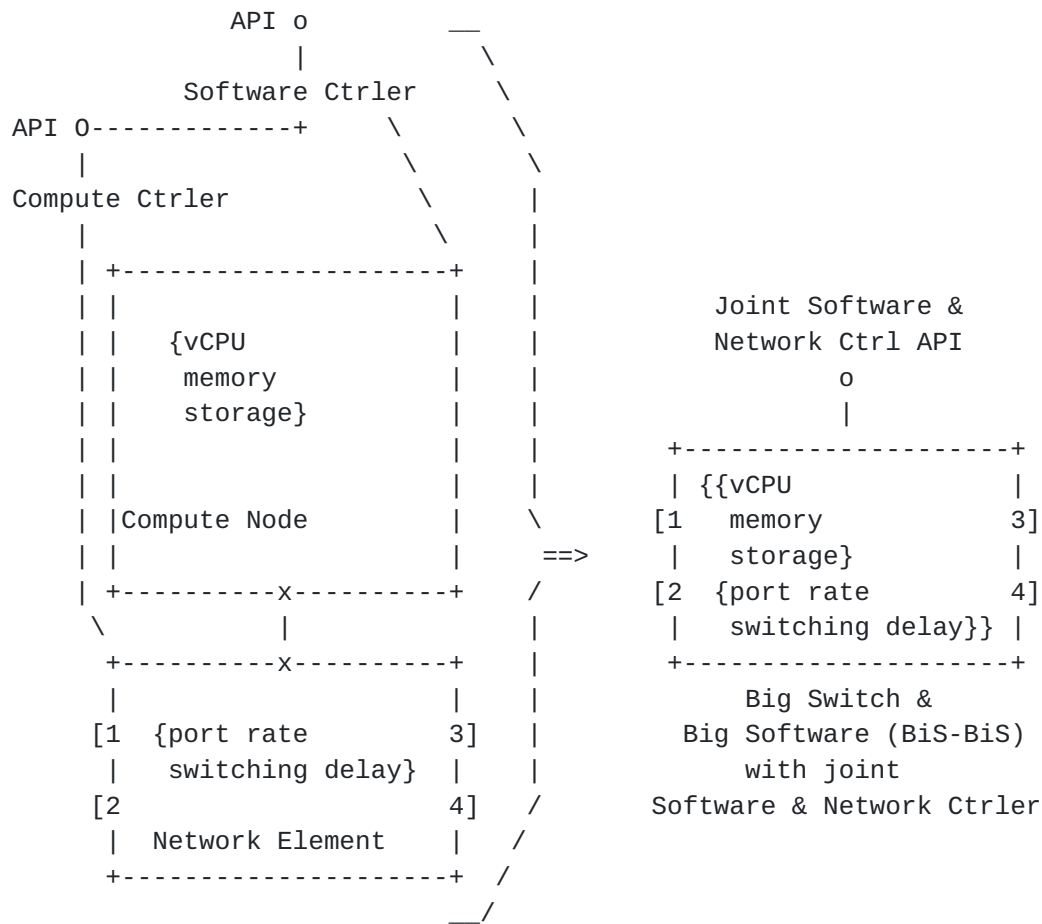 API o
Software Ctrler
API O-------------+
Compute Ctrler
{vCPU
memory
storage}
Compute Node
x
x
[1 {port rate 3]
switching delay}
[2 4]
Network Element
==>
Joint Software &
Network Ctrl API
o
{{vCPU
[1 memory 3]
storage}
[2 {port rate 4]
switching delay}}
Big Switch &
Big Software (BiS-BiS)
with joint
Software & Network Ctrler